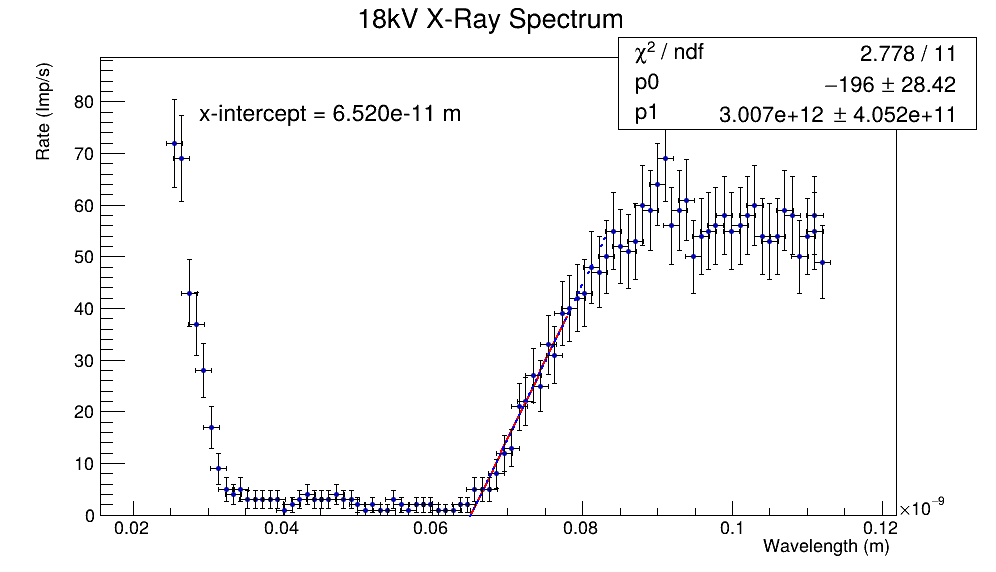 18kV X-Ray Spectrum
χ² / ndf 2.778 / 11
p0 −196 ± 28.42
p1 3.007e+12 ± 4.052e+11
x-intercept = 6.520e-11 m
Rate (Imp/s)
80
70
60
50
40
30
20
10
0
0.02 0.04 0.06 0.08 0.1 0.12 ×10⁻⁹
Wavelength (m)